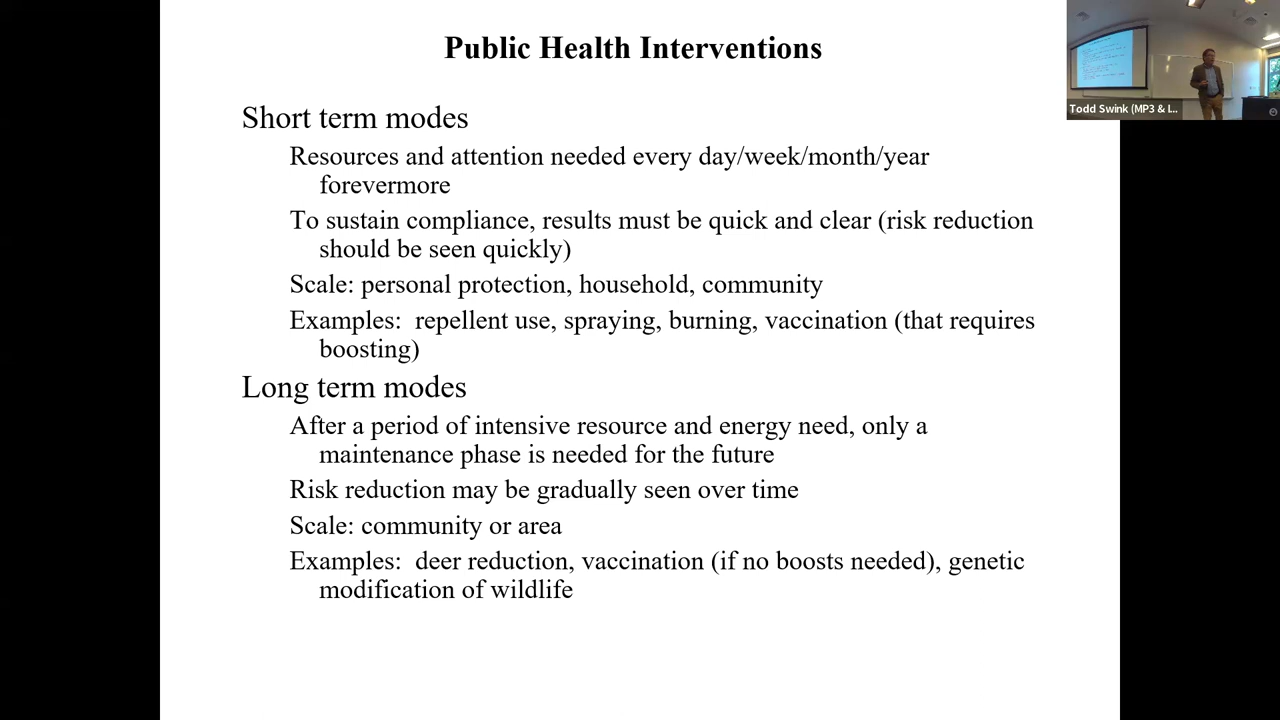 Public Health Interventions
Todd Swink (MP3 & I...
Short term modes
Resources and attention needed every day/week/month/year
forevermore
To sustain compliance, results must be quick and clear (risk reduction
should be seen quickly)
Scale: personal protection, household, community
Examples:  repellent use, spraying, burning, vaccination (that requires
boosting)
Long term modes
After a period of intensive resource and energy need, only a
maintenance phase is needed for the future
Risk reduction may be gradually seen over time
Scale: community or area
Examples:  deer reduction, vaccination (if no boosts needed), genetic
modification of wildlife